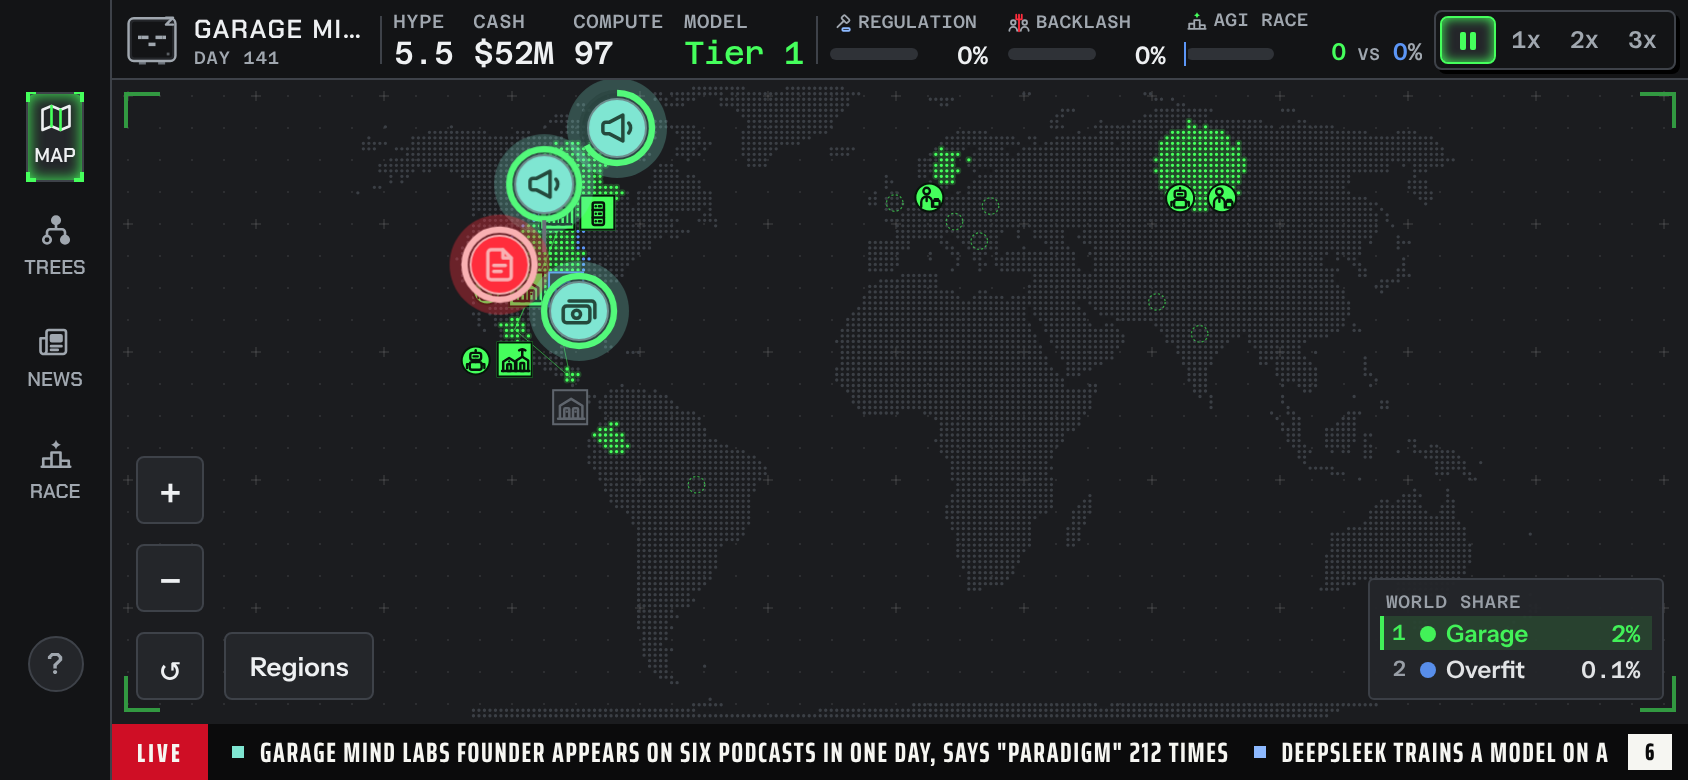 GARAGE MI...
DAY 141
HYPE
5.5
CASH
$52M
COMPUTE
97
MODEL
Tier 1
REGULATION
0%
BACKLASH
0%
AGI RACE
0 VS 0%
1x
2x
3x
MAP
TREES
NEWS
RACE
?
+
−
↺
Regions
WORLD SHARE
1 Garage 2%
2 Overfit 0.1%
LIVE
GARAGE MIND LABS FOUNDER APPEARS ON SIX PODCASTS IN ONE DAY, SAYS "PARADIGM" 212 TIMES
DEEPSLEEK TRAINS A MODEL ON A
6